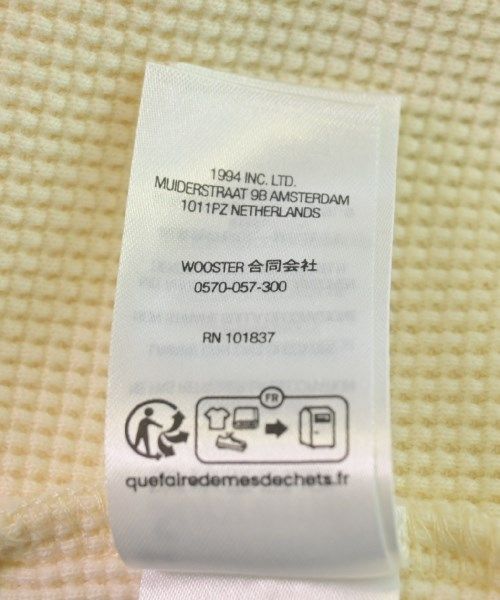 1994 INC. LTD.
MUIDERSTRAAT 9B AMSTERDAM
1011PZ NETHERLANDS
WOOSTER 合同会社
0570-057-300
RN 101837
FR
quefairedemesdechets.fr